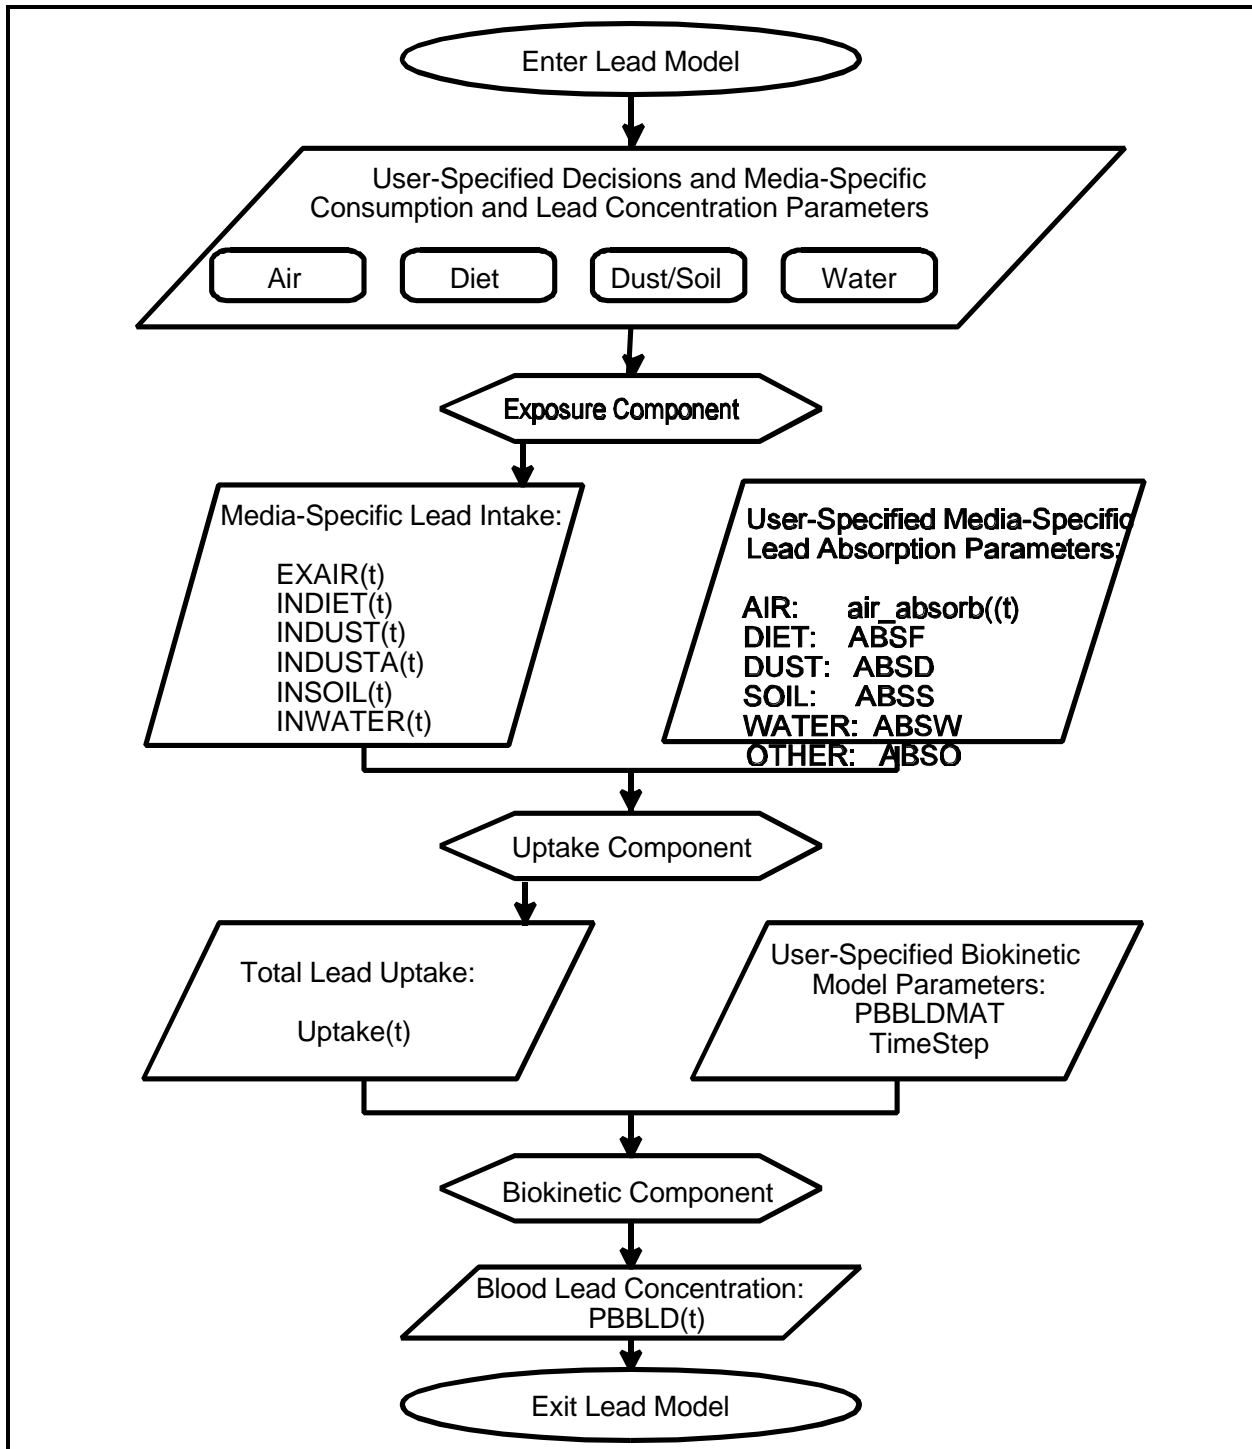 Enter Lead Model
User-Specified Decisions and Media-Specific
Consumption and Lead Concentration Parameters
Air
Diet
Dust/Soil
Water
Exposure Component
Media-Specific Lead Intake:
EXAIR(t)
INDIET(t)
INDUST(t)
INDUSTA(t)
INSOIL(t)
INWATER(t)
User-Specified Media-Specific
Lead Absorption Parameters:
AIR: air_absorb((t)
DIET: ABSF
DUST: ABSD
SOIL: ABSS
WATER: ABSW
OTHER: ABSO
Uptake Component
Total Lead Uptake:
Uptake(t)
User-Specified Biokinetic
Model Parameters:
PBBLDMAT
TimeStep
Biokinetic Component
Blood Lead Concentration:
PBBLD(t)
Exit Lead Model